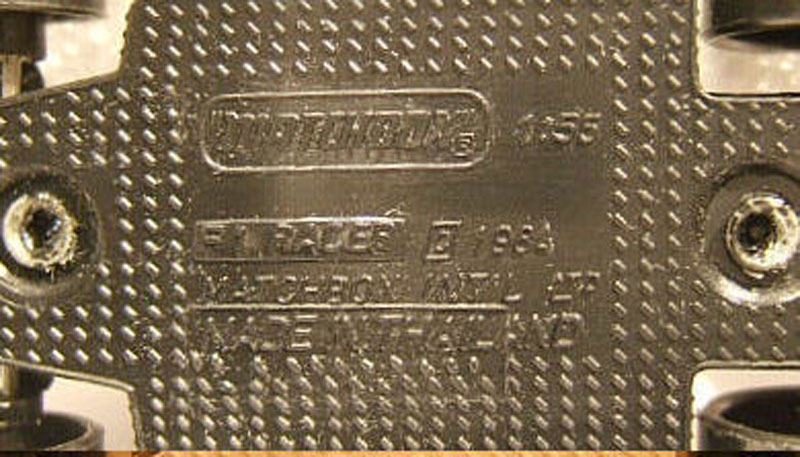 "MATCHBOX"® 1:55
F.1. RACER © 1984
MATCHBOX INT'L LTD
MADE IN THAILAND